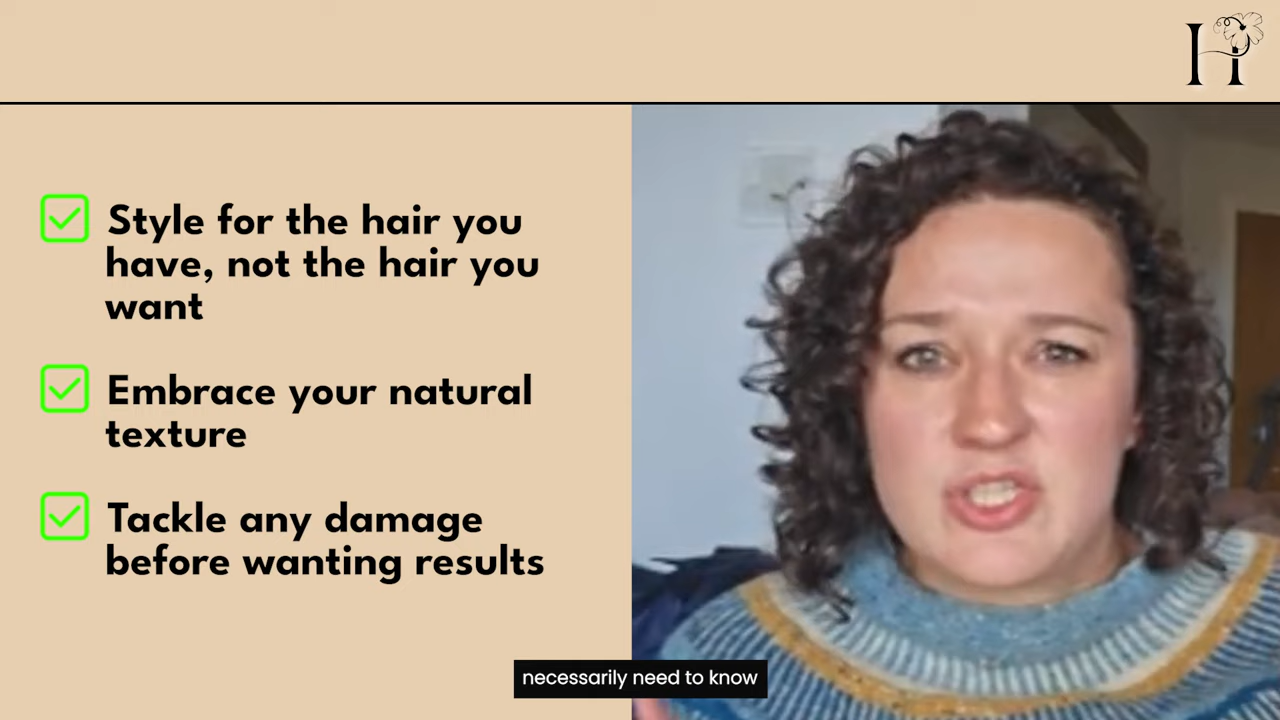 H
Style for the hair you
have, not the hair you
want
Embrace your natural
texture
Tackle any damage
before wanting results
necessarily need to know